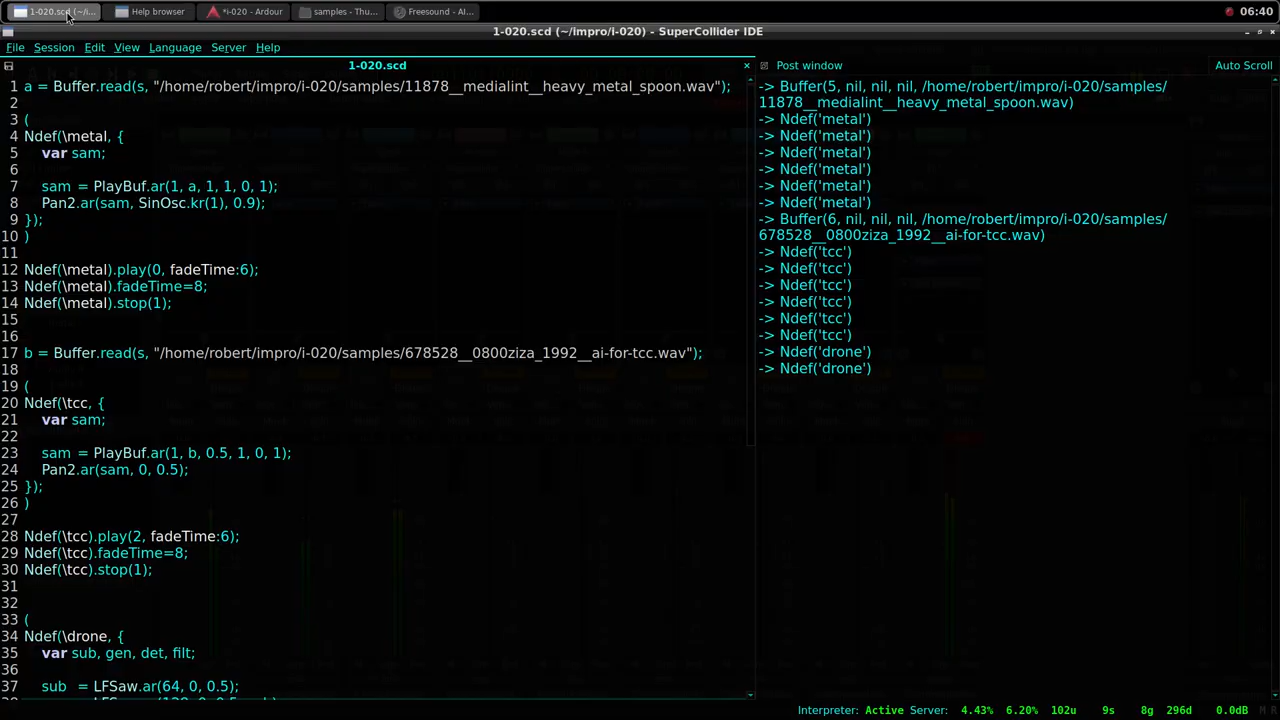 1-020.scd (~/i...
Help browser
*i-020 - Ardour
samples - Thu...
Freesound - AI...
06:40
1-020.scd (~/impro/i-020) - SuperCollider IDE
File Session Edit View Language Server Help
1-020.scd
Post window
Auto Scroll
1 a = Buffer.read(s, "/home/robert/impro/i-020/samples/11878__medialint__heavy_metal_spoon.wav");
2
3 (
4 Ndef(\metal, {
5 var sam;
6
7 sam = PlayBuf.ar(1, a, 1, 1, 0, 1);
8 Pan2.ar(sam, SinOsc.kr(1), 0.9);
9 });
10 )
11
12 Ndef(\metal).play(0, fadeTime:6);
13 Ndef(\metal).fadeTime=8;
14 Ndef(\metal).stop(1);
15
16
17 b = Buffer.read(s, "/home/robert/impro/i-020/samples/678528__0800ziza_1992__ai-for-tcc.wav");
18
19 (
20 Ndef(\tcc, {
21 var sam;
22
23 sam = PlayBuf.ar(1, b, 0.5, 1, 0, 1);
24 Pan2.ar(sam, 0, 0.5);
25 });
26 )
27
28 Ndef(\tcc).play(2, fadeTime:6);
29 Ndef(\tcc).fadeTime=8;
30 Ndef(\tcc).stop(1);
31
32
33 (
34 Ndef(\drone, {
35 var sub, gen, det, filt;
36
37 sub = LFSaw.ar(64, 0, 0.5);
-> Buffer(5, nil, nil, nil, /home/robert/impro/i-020/samples/
11878__medialint__heavy_metal_spoon.wav)
-> Ndef('metal')
-> Ndef('metal')
-> Ndef('metal')
-> Ndef('metal')
-> Ndef('metal')
-> Ndef('metal')
-> Buffer(6, nil, nil, nil, /home/robert/impro/i-020/samples/
678528__0800ziza_1992__ai-for-tcc.wav)
-> Ndef('tcc')
-> Ndef('tcc')
-> Ndef('tcc')
-> Ndef('tcc')
-> Ndef('tcc')
-> Ndef('tcc')
-> Ndef('drone')
-> Ndef('drone')
Interpreter: Active Server: 4.43% 6.20% 102u 9s 8g 296d 0.0dB M R